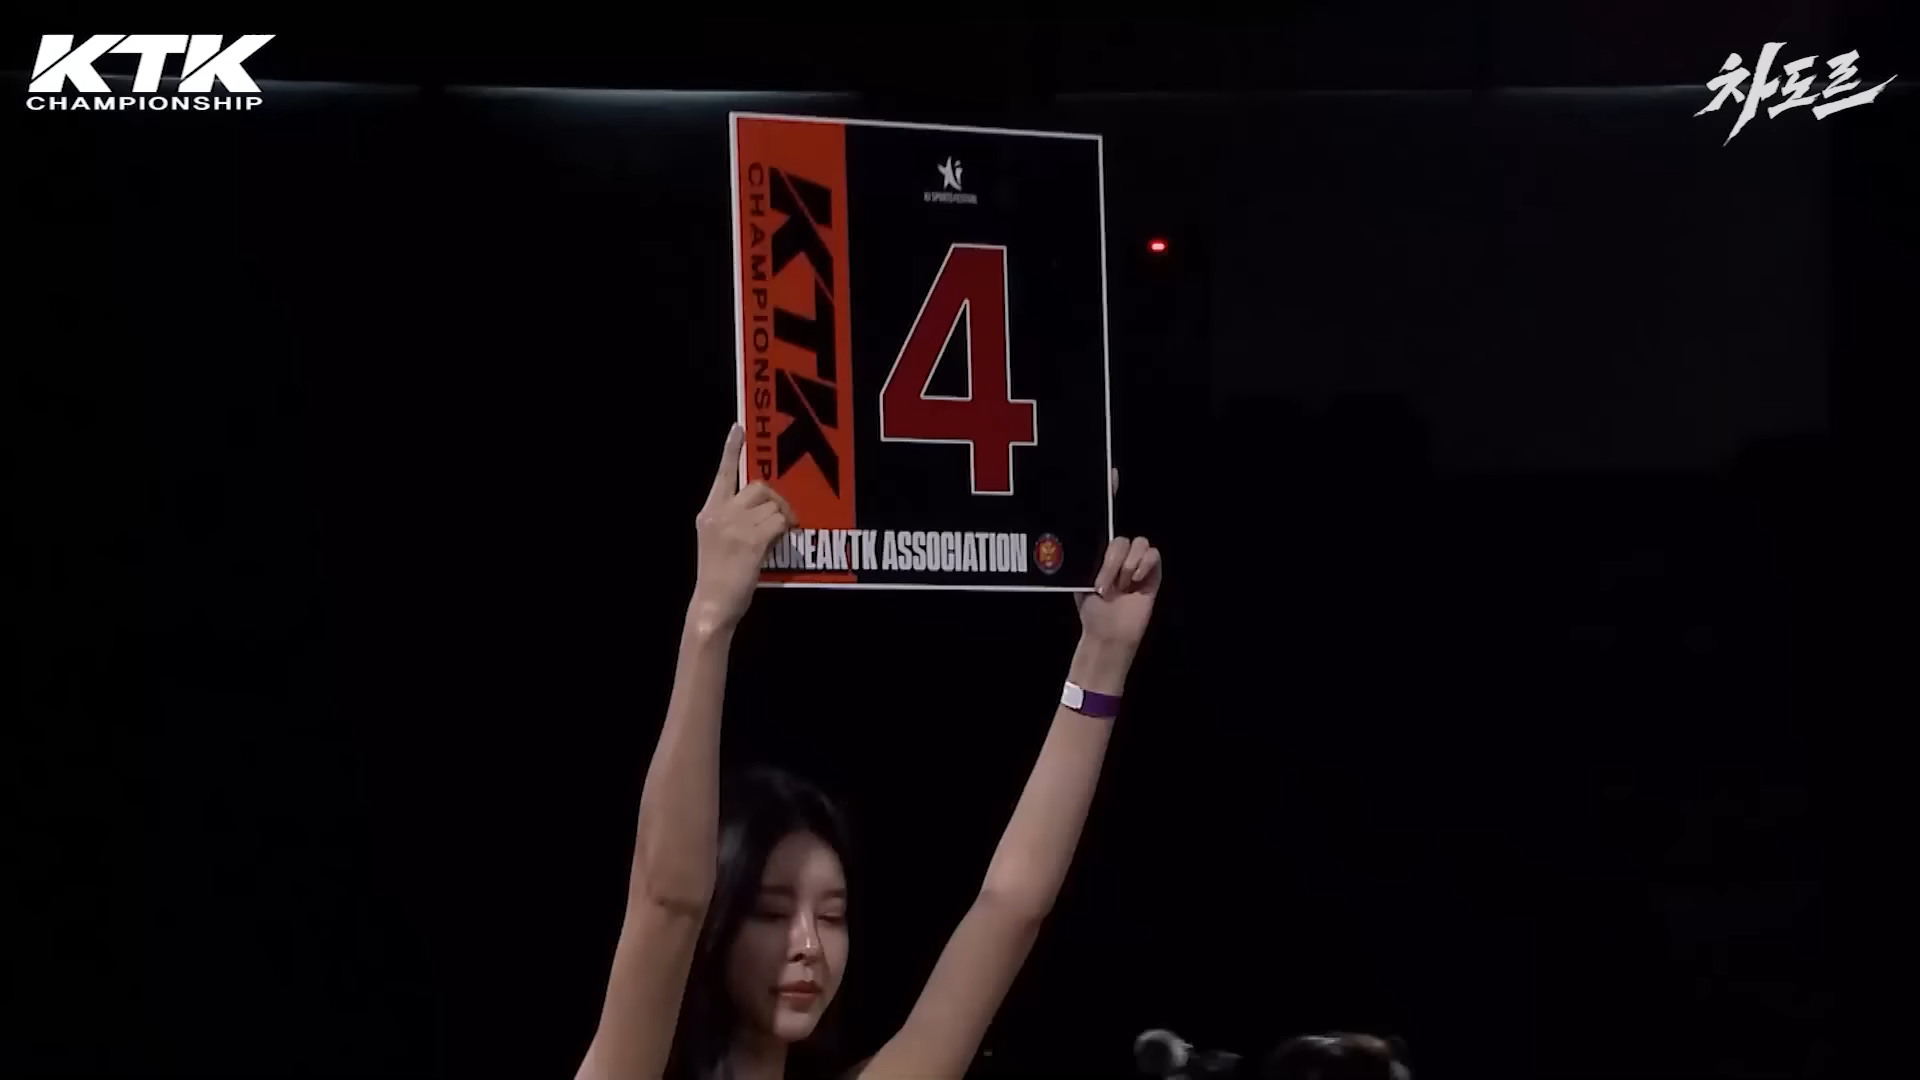 KTK
CHAMPIONSHIP
차도르
KTK
CHAMPIONSHIP
4
KOREAKTK ASSOCIATION